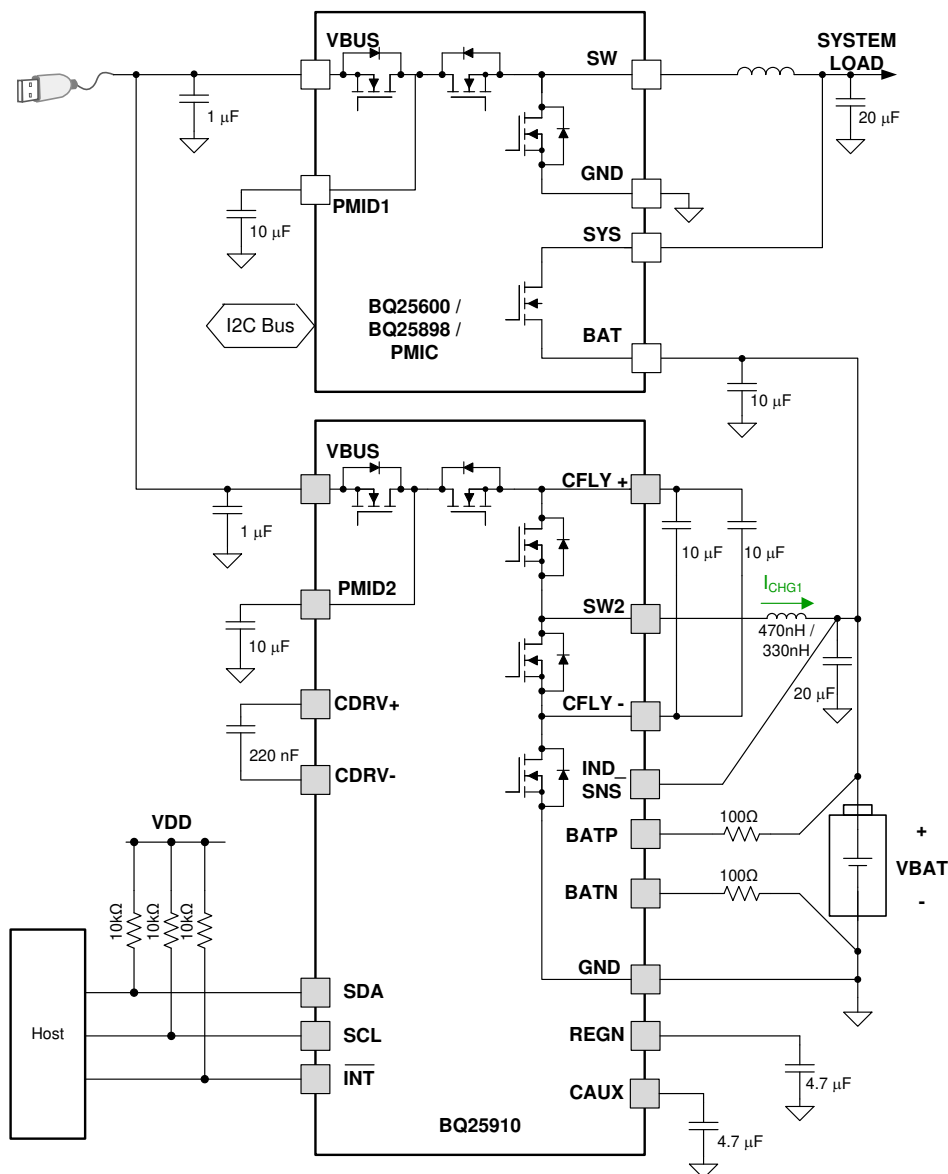 VBUS
SW
SYSTEM
LOAD
1 μF
20 μF
GND
PMID1
10 μF
SYS
I2C Bus
BQ25600 /
BQ25898 /
PMIC
BAT
10 μF
VBUS
CFLY +
1 μF
10 μF
10 μF
PMID2
ICHG1
SW2
10 μF
470nH /
330nH
20 μF
CDRV+
CFLY -
220 nF
CDRV-
IND_
SNS
VDD
100Ω
BATP
+
VBAT
-
100Ω
BATN
10kΩ
10kΩ
10kΩ
GND
SDA
Host
SCL
REGN
INT
4.7 μF
CAUX
BQ25910
4.7 μF